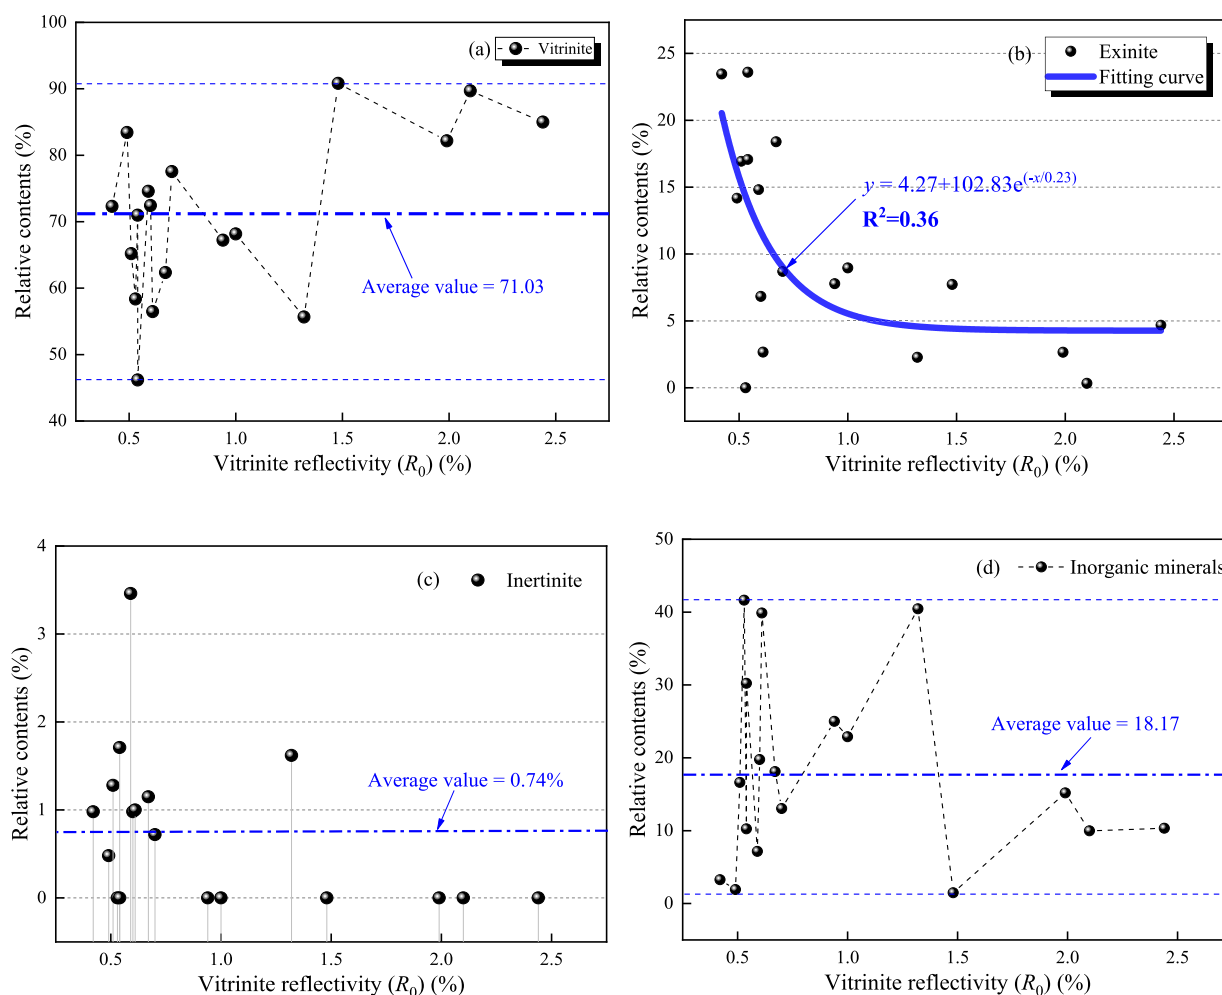 (a) Vitrinite
100
90
80
70
60
50
40
Relative contents (%)
Average value = 71.03
0.5 1.0 1.5 2.0 2.5
Vitrinite reflectivity (R0) (%)
(b) Exinite
Fitting curve
25
20
15
10
5
0
Relative contents (%)
y = 4.27+102.83e(-x/0.23)
R2=0.36
0.5 1.0 1.5 2.0 2.5
Vitrinite reflectivity (R0) (%)
(c) Inertinite
4
3
2
1
0
Relative contents (%)
Average value = 0.74%
0.5 1.0 1.5 2.0 2.5
Vitrinite reflectivity (R0) (%)
(d) Inorganic minerals
50
40
30
20
10
0
Relative contents (%)
Average value = 18.17
0.5 1.0 1.5 2.0 2.5
Vitrinite reflectivity (R0) (%)